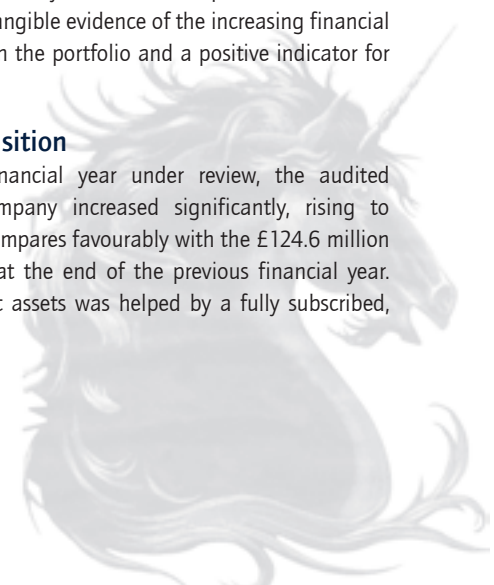 ngible evidence of the increasing financial
n the portfolio and a positive indicator for
sition
nancial year under review, the audited
mpany increased significantly, rising to
mpares favourably with the £124.6 million
at the end of the previous financial year.
t assets was helped by a fully subscribed,